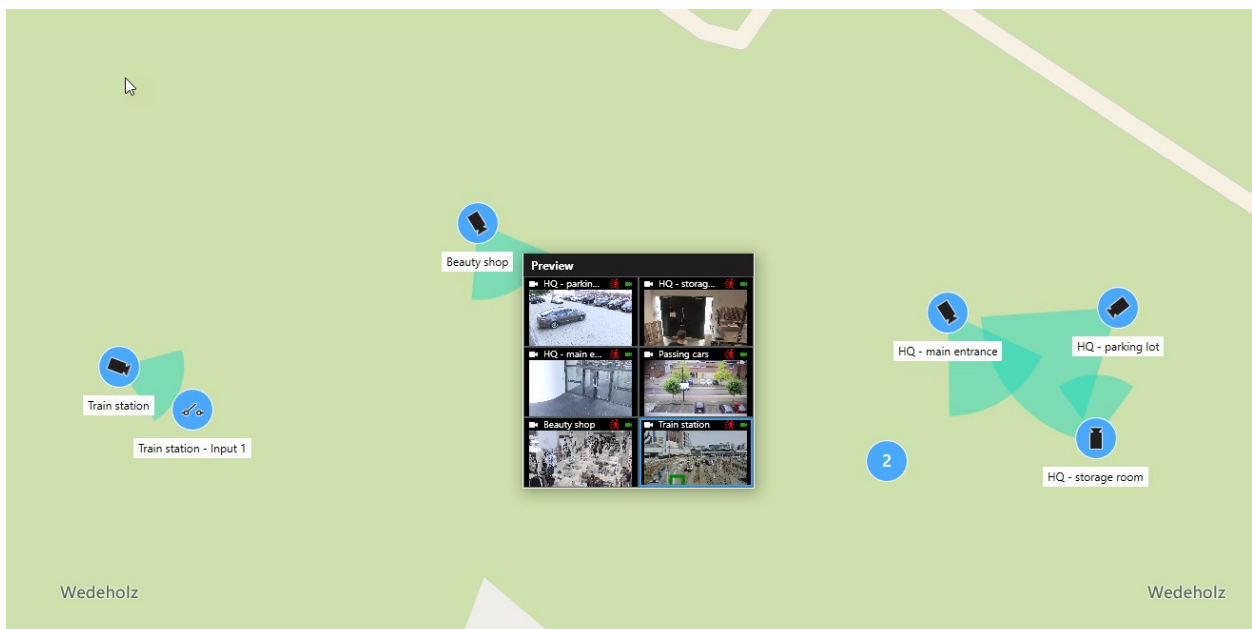 Beauty shop
Preview
HQ - parkin...
HQ - storag...
HQ - main e...
Passing cars
Beauty shop
Train station
HQ - main entrance
HQ - parking lot
Train station
Train station - Input 1
2
HQ - storage room
Wedeholz
Wedeholz